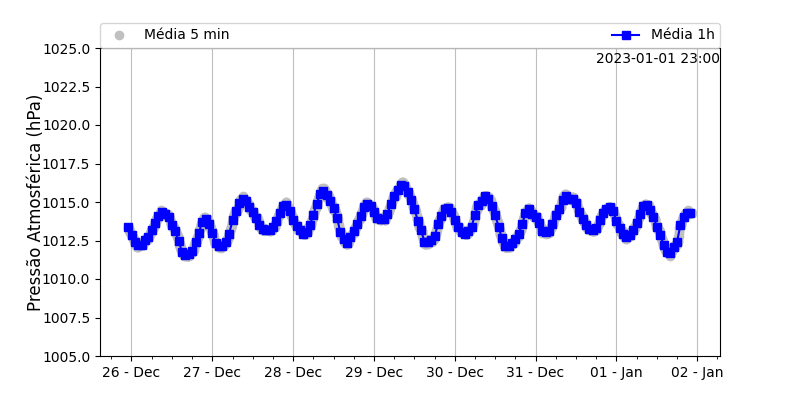 Média 5 min
Média 1h
2023-01-01 23:00
Pressão Atmosférica (hPa)
1025.0
1022.5
1020.0
1017.5
1015.0
1012.5
1010.0
1007.5
1005.0
26 - Dec
27 - Dec
28 - Dec
29 - Dec
30 - Dec
31 - Dec
01 - Jan
02 - Jan